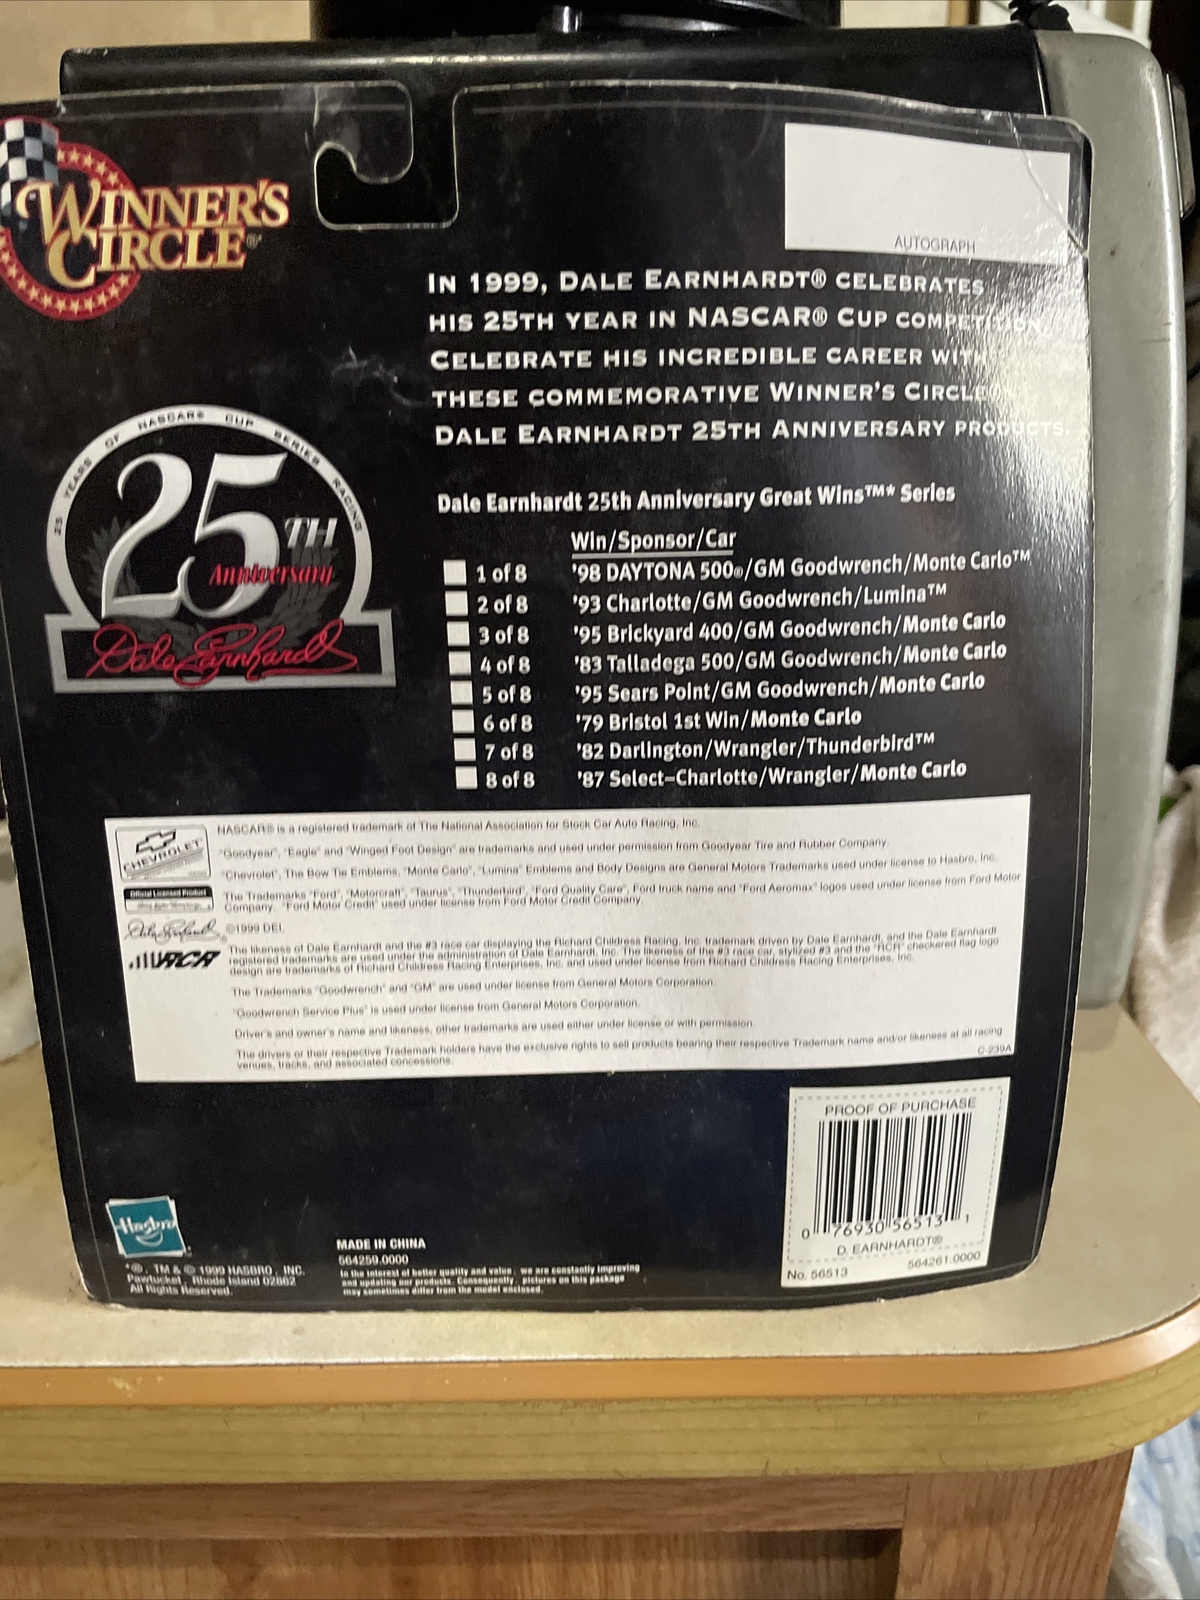 WINNER'S
CIRCLE®
AUTOGRAPH
IN 1999, DALE EARNHARDT® CELEBRATES
HIS 25TH YEAR IN NASCAR® CUP COMPETITION.
CELEBRATE HIS INCREDIBLE CAREER WITH
THESE COMMEMORATIVE WINNER'S CIRCLE®
DALE EARNHARDT 25TH ANNIVERSARY PRODUCTS.
25 YEARS OF NASCAR® CUP SERIES RACING!
25TH
Anniversary
Dale Earnhardt
Dale Earnhardt 25th Anniversary Great Wins™* Series
Win/Sponsor/Car
1 of 8 '98 DAYTONA 500®/GM Goodwrench/Monte Carlo™
2 of 8 '93 Charlotte/GM Goodwrench/Lumina™
3 of 8 '95 Brickyard 400/GM Goodwrench/Monte Carlo
4 of 8 '83 Talladega 500/GM Goodwrench/Monte Carlo
5 of 8 '95 Sears Point/GM Goodwrench/Monte Carlo
6 of 8 '79 Bristol 1st Win/Monte Carlo
7 of 8 '82 Darlington/Wrangler/Thunderbird™
8 of 8 '87 Select–Charlotte/Wrangler/Monte Carlo
CHEVROLET
Official Licensed Product
Dale Earnhardt
RCR
NASCAR® is a registered trademark of The National Association for Stock Car Auto Racing, Inc.
"Goodyear", "Eagle" and "Winged Foot Design" are trademarks and used under permission from Goodyear Tire and Rubber Company.
"Chevrolet", The Bow Tie Emblems, "Monte Carlo", "Lumina" Emblems and Body Designs are General Motors Trademarks used under license to Hasbro, Inc.
The Trademarks "Ford", "Motorcraft", "Taurus", "Thunderbird", "Ford Quality Care", Ford truck name and "Ford Aeromax" logos used under license from Ford Motor
Company. "Ford Motor Credit" used under license from Ford Motor Credit Company.
©1999 DEI.
The likeness of Dale Earnhardt and the #3 race car displaying the Richard Childress Racing, Inc. trademark driven by Dale Earnhardt, and the Dale Earnhardt
registered trademarks are used under the administration of Dale Earnhardt, Inc. The likeness of the #3 race car, stylized #3 and the "RCR" checkered flag logo
design are trademarks of Richard Childress Racing Enterprises, Inc. and used under license from Richard Childress Racing Enterprises, Inc.
The Trademarks "Goodwrench" and "GM" are used under license from General Motors Corporation.
"Goodwrench Service Plus" is used under license from General Motors Corporation.
Driver's and owner's name and likeness, other trademarks are used either under license or with permission.
The drivers or their respective Trademark holders have the exclusive rights to sell products bearing their respective Trademark name and/or likeness at all racing
venues, tracks, and associated concessions.
C-239A
PROOF OF PURCHASE
0 76930 56513 1
D. EARNHARDT®
No. 56513 564261.0000
Hasbro
*®, TM & © 1999 HASBRO, INC.
Pawtucket, Rhode Island 02862
All Rights Reserved.
MADE IN CHINA
564259.0000
In the interest of better quality and value, we are constantly improving
and updating our products. Consequently, pictures on this package
may sometimes differ from the model enclosed.